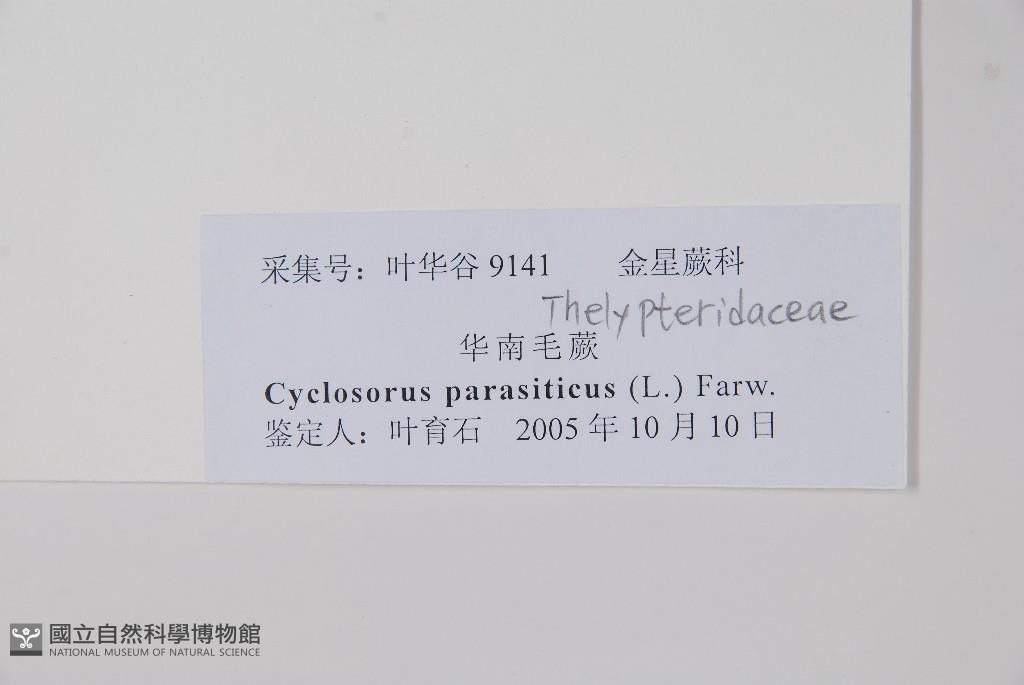 采集号：叶华谷 9141 金星蕨科
Thelypteridaceae
华南毛蕨
Cyclosorus parasiticus (L.) Farw.
鉴定人：叶育石 2005 年 10 月 10 日
國立自然科學博物館
NATIONAL MUSEUM OF NATURAL SCIENCE